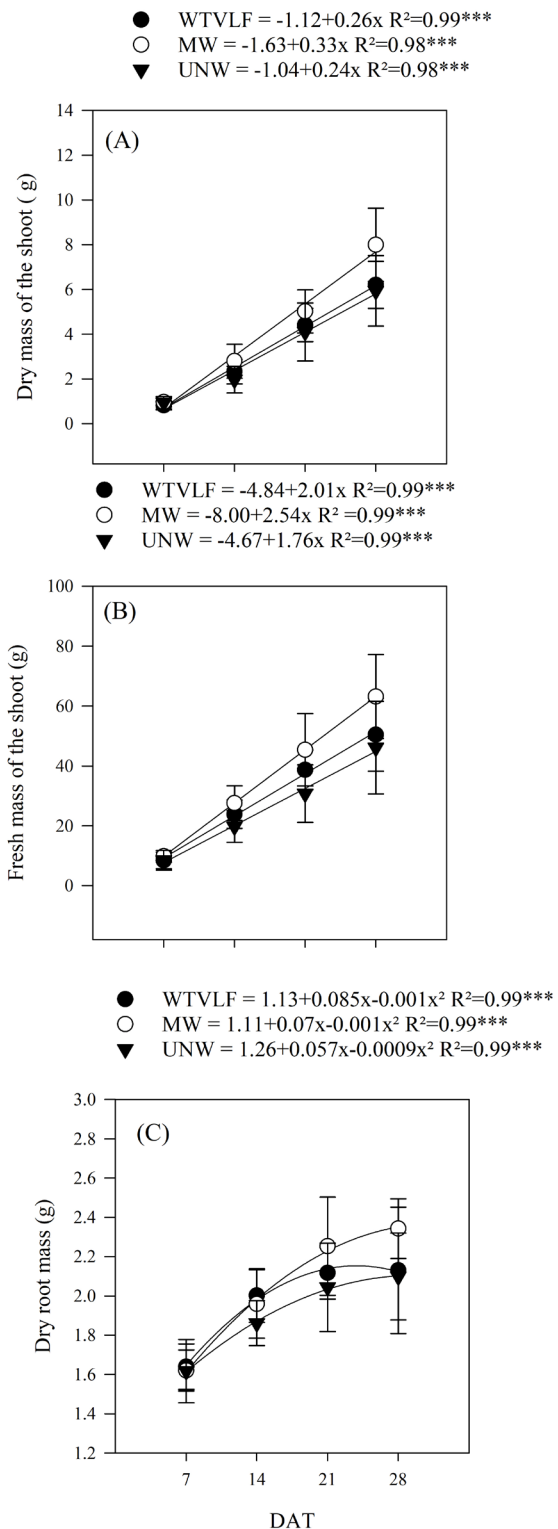 WTVLF = -1.12+0.26x R²=0.99***
MW = -1.63+0.33x R²=0.98***
UNW = -1.04+0.24x R²=0.98***
14
(A)
12
10
8
6
4
2
0
Dry mass of the shoot ( g)
WTVLF = -4.84+2.01x R²=0.99***
MW = -8.00+2.54x R² =0.99***
UNW = -4.67+1.76x R²=0.99***
100
(B)
80
60
40
20
0
Fresh mass of the shoot (g)
WTVLF = 1.13+0.085x-0.001x² R²=0.99***
MW = 1.11+0.07x-0.001x² R²=0.99***
UNW = 1.26+0.057x-0.0009x² R²=0.99***
3.0
(C)
2.8
2.6
2.4
2.2
2.0
1.8
1.6
1.4
1.2
Dry root mass (g)
7 14 21 28
DAT